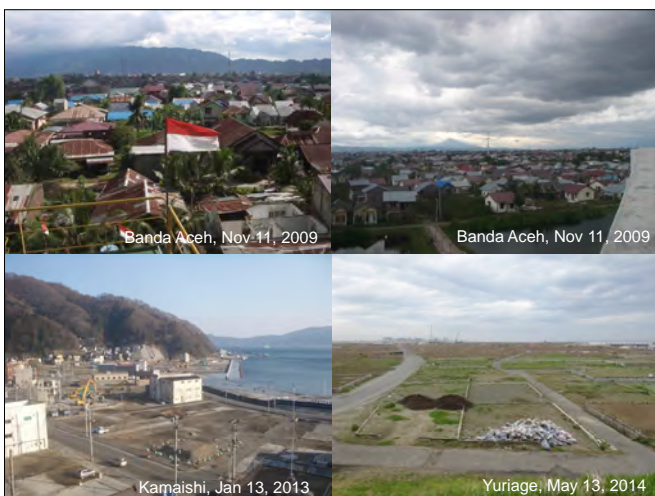 Banda Aceh, Nov 11, 2009
Banda Aceh, Nov 11, 2009
Kamaishi, Jan 13, 2013
Yuriage, May 13, 2014